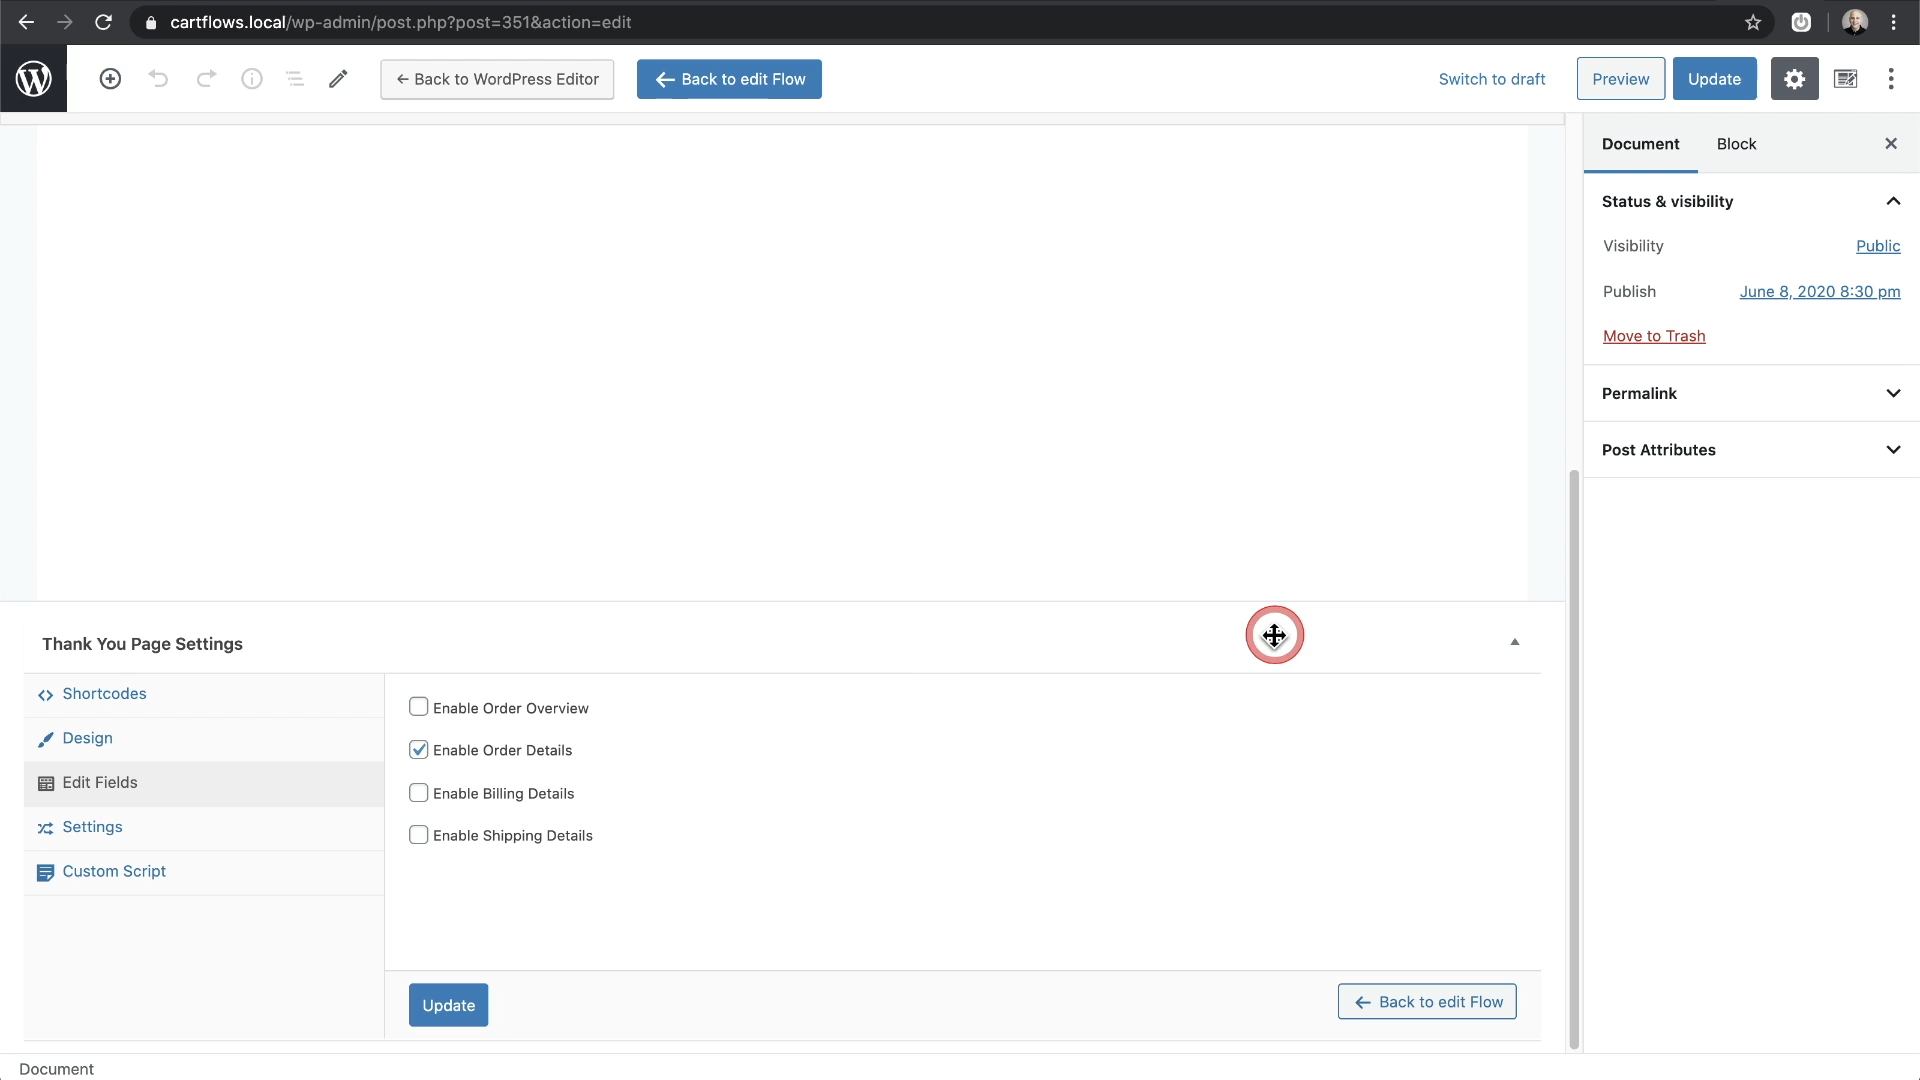 cartflows.local/wp-admin/post.php?post=351&action=edit
← Back to WordPress Editor
← Back to edit Flow
Switch to draft
Preview
Update
Document
Block
Status & visibility
Visibility
Public
Publish
June 8, 2020 8:30 pm
Move to Trash
Permalink
Post Attributes
Thank You Page Settings
Shortcodes
Design
Edit Fields
Settings
Custom Script
Enable Order Overview
Enable Order Details
Enable Billing Details
Enable Shipping Details
Update
← Back to edit Flow
Document